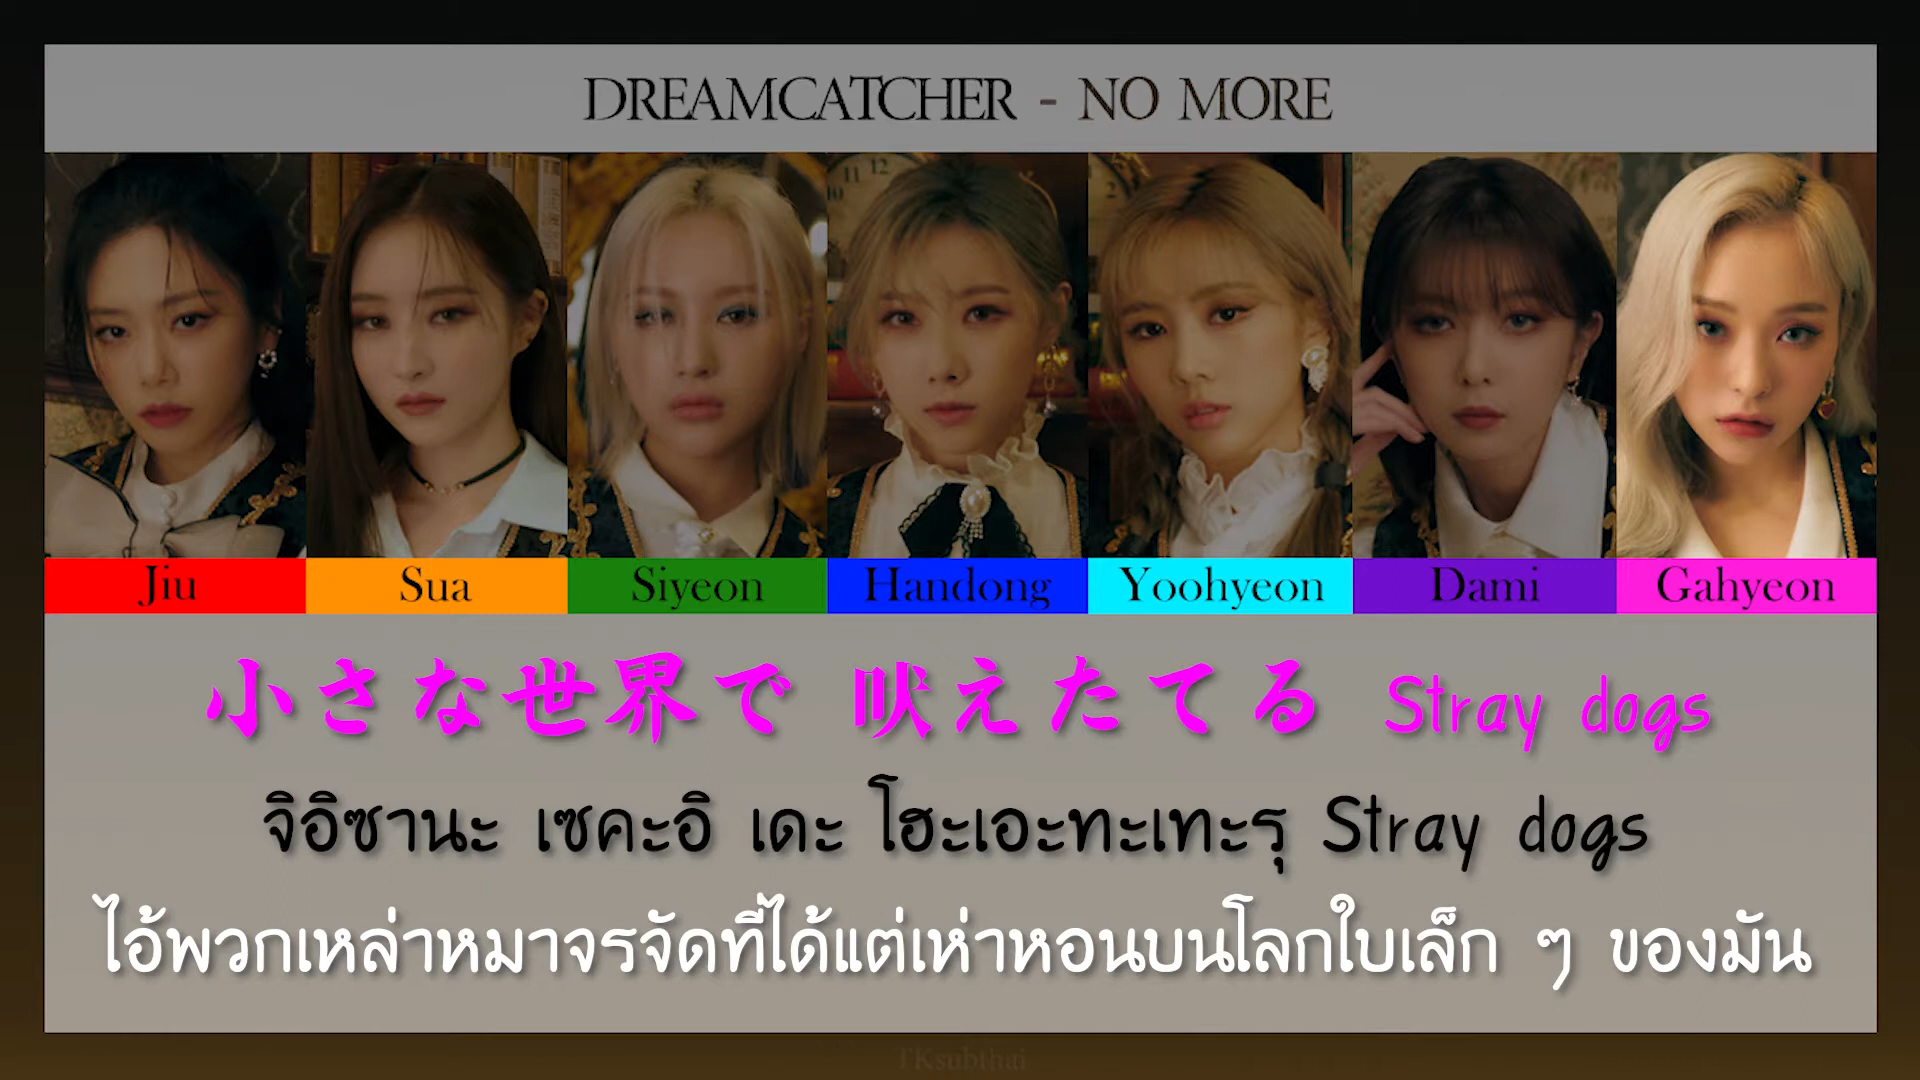 DREAMCATCHER - NO MORE
Jiu Sua Siyeon Handong Yoohyeon Dami Gahyeon
小さな世界で 吠えたてる Stray dogs
จิอิซานะ เซคะอิ เดะ โฮะเอะทะเทะรุ Stray dogs
ไอ้พวกเหล่าหมาจรจัดที่ได้แต่เห่าหอนบนโลกใบเล็ก ๆ ของมัน
TKsubthai